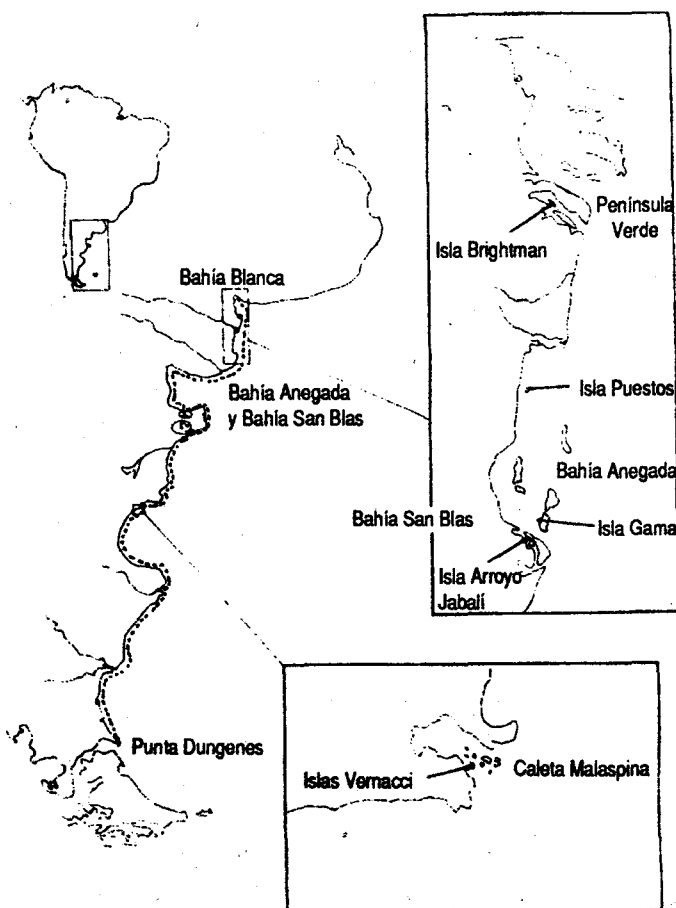 Bahía Blanca
Bahía Anegada
y Bahía San Blas
Punta Dungenes
Península
Verde
Isla Brightman
Isla Puestos
Bahía Anegada
Bahía San Blas
Isla Gama
Isla Arroyo
Jabalí
Islas Vernacci
Caleta Malaspina